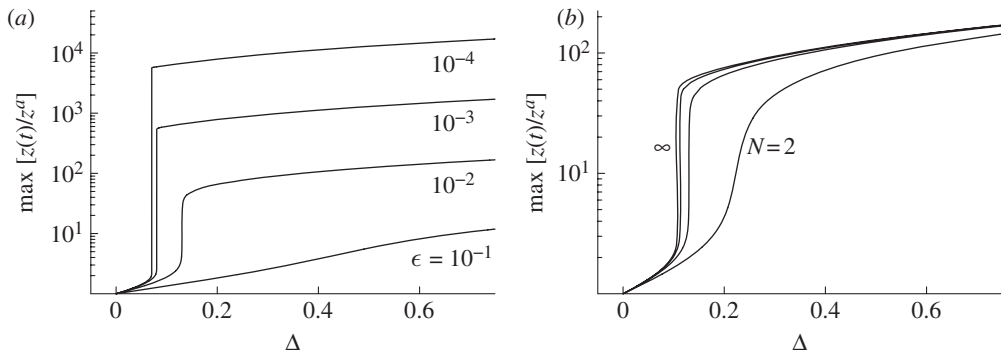 (a)
max [z(t)/z^a]
10^4
10^3
10^2
10^1
10^-4
10^-3
10^-2
ϵ = 10^-1
0 0.2 0.4 0.6
Δ
(b)
max [z(t)/z^a]
10^2
10^1
∞
N = 2
0 0.2 0.4 0.6
Δ